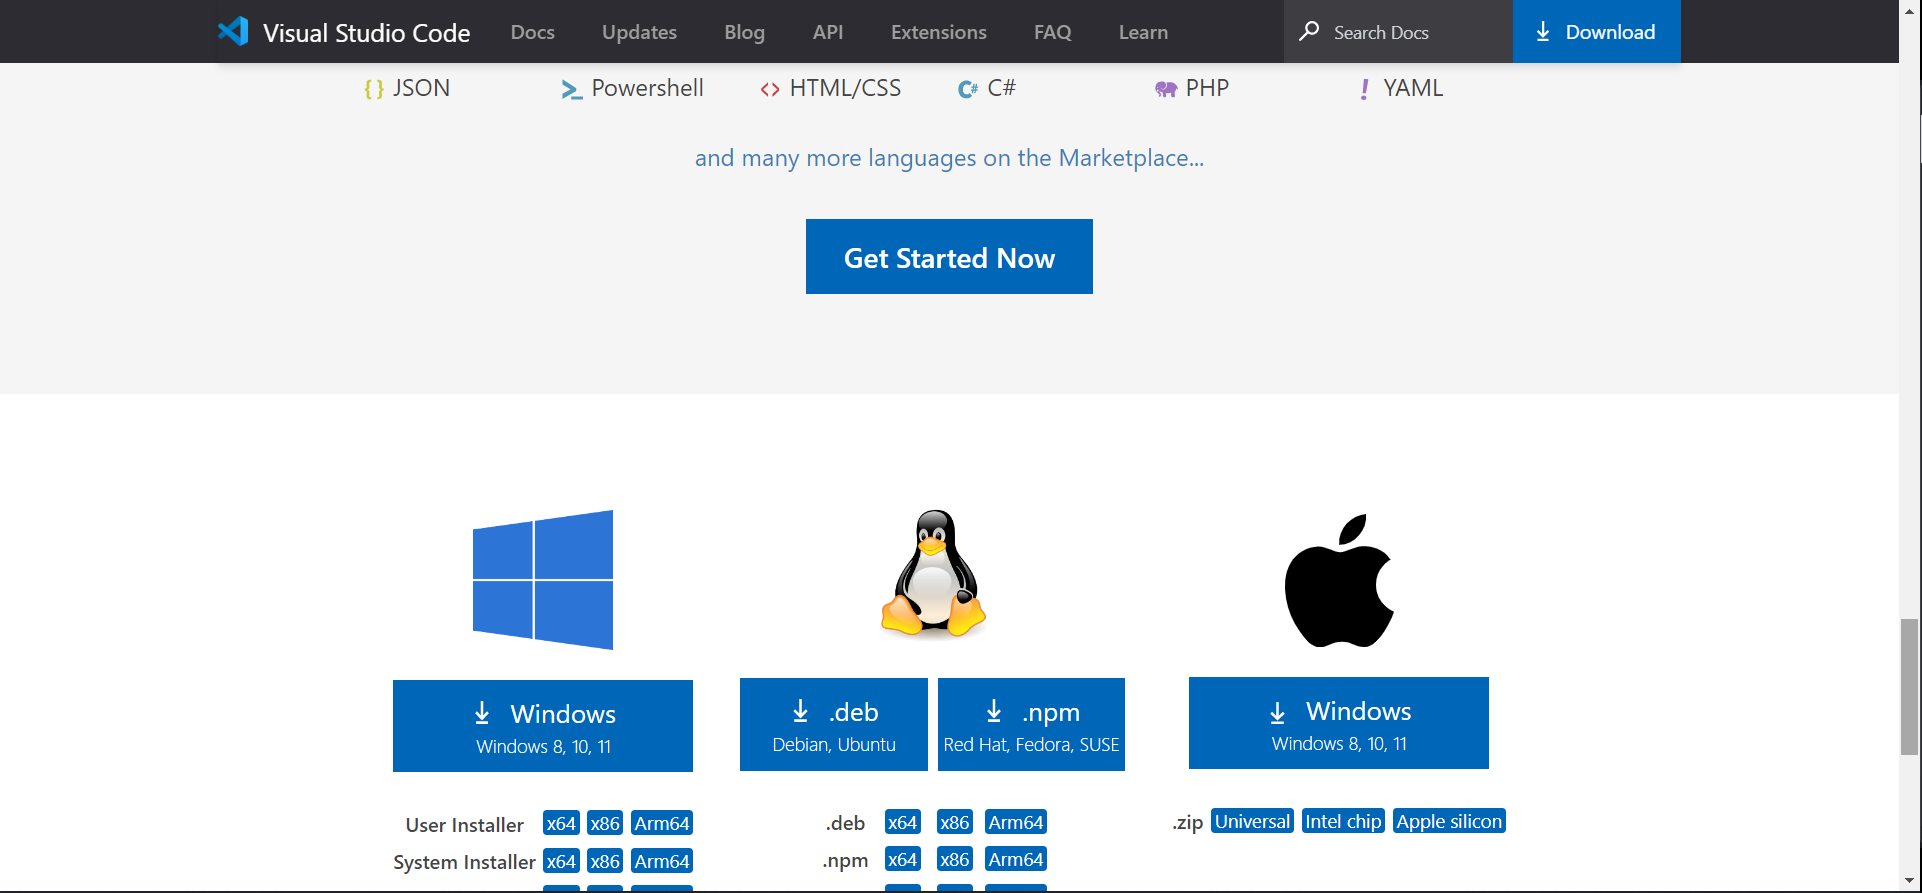 Visual Studio Code Docs Updates Blog API Extensions FAQ Learn Search Docs Download
JSON Powershell HTML/CSS C# PHP YAML
and many more languages on the Marketplace...
Get Started Now
Windows
Windows 8, 10, 11
.deb
Debian, Ubuntu
.npm
Red Hat, Fedora, SUSE
Windows
Windows 8, 10, 11
User Installer x64 x86 Arm64
System Installer x64 x86 Arm64
.deb x64 x86 Arm64
.npm x64 x86 Arm64
.zip Universal Intel chip Apple silicon